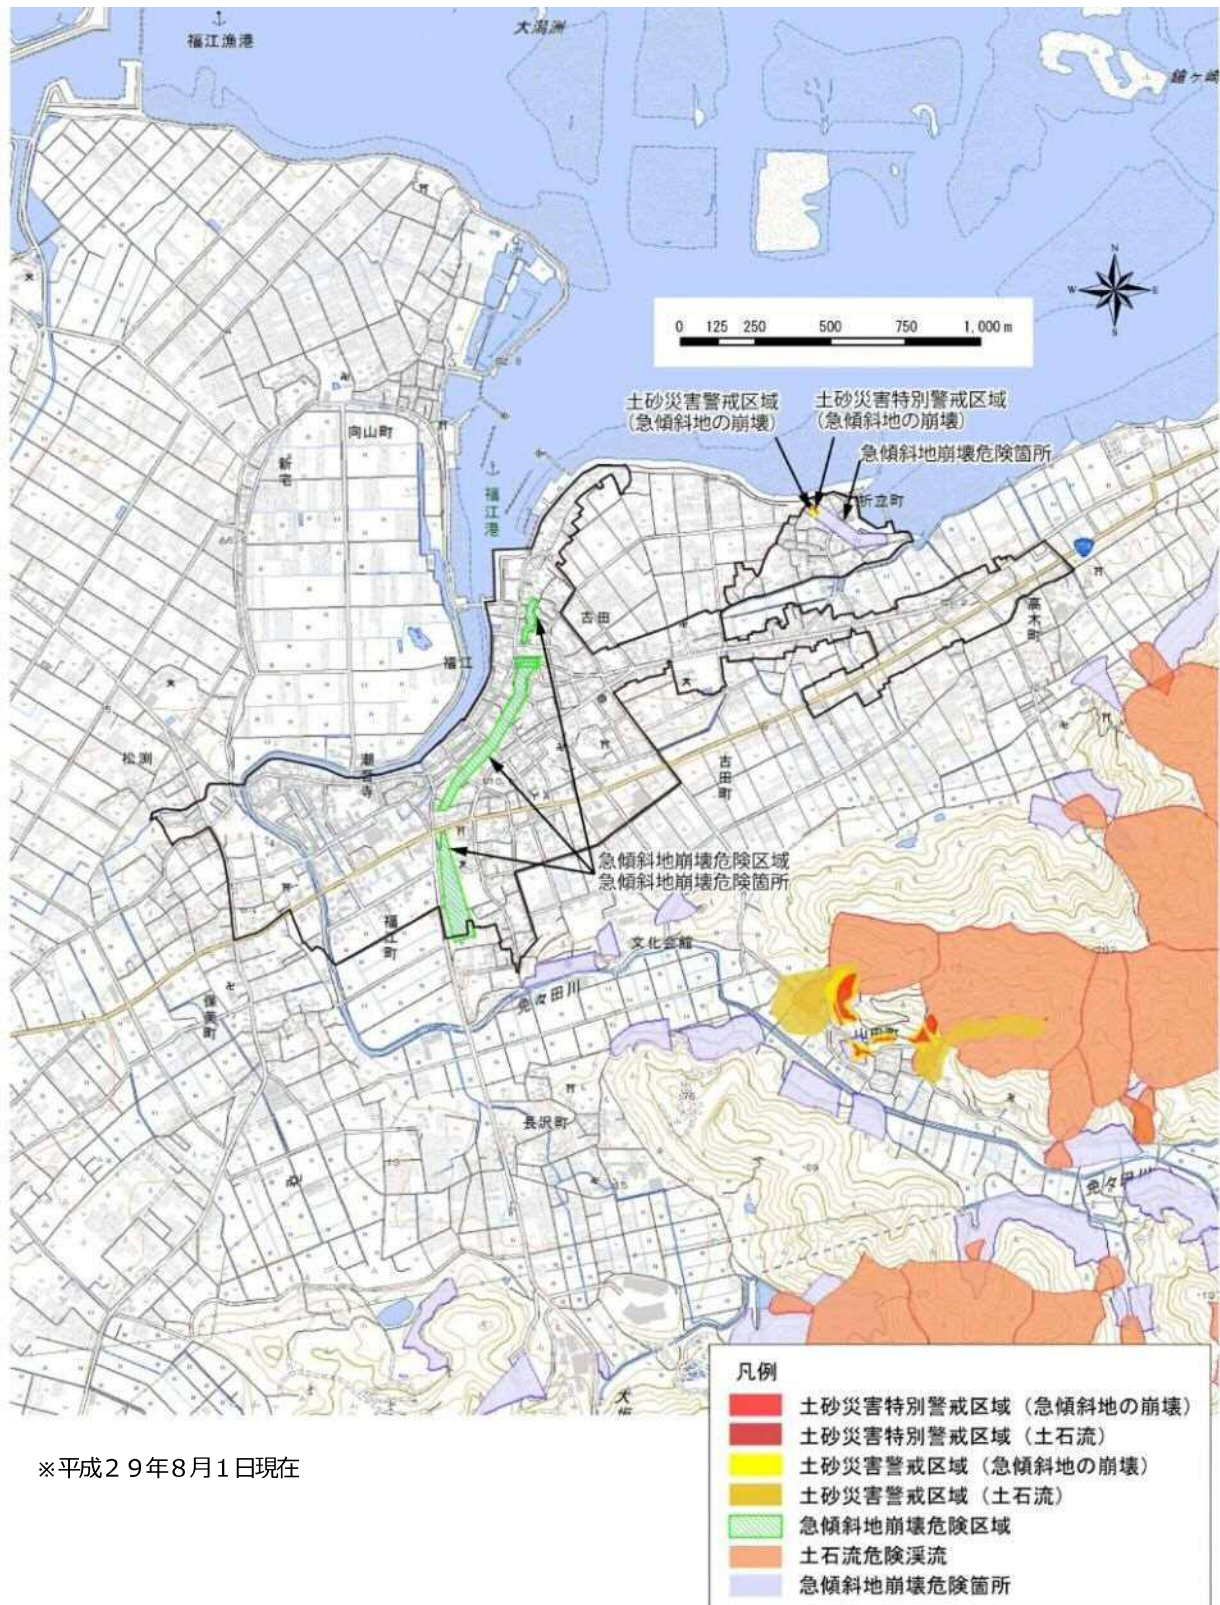 福江漁港
大潟洲
鐘ヶ崎
N
W
E
S
0 125 250 500 750 1,000m
土砂災害警戒区域
(急傾斜地の崩壊)
土砂災害特別警戒区域
(急傾斜地の崩壊)
急傾斜地崩壊危険箇所
折立町
向山町
新宅
福江港
古田
高木町
福江
松渕
潮音寺
古田町
急傾斜地崩壊危険区域
急傾斜地崩壊危険箇所
福江町
文化会館
免々田川
保美町
山田町
長沢町
免々田川
凡例
土砂災害特別警戒区域（急傾斜地の崩壊）
土砂災害特別警戒区域（土石流）
土砂災害警戒区域（急傾斜地の崩壊）
土砂災害警戒区域（土石流）
急傾斜地崩壊危険区域
土石流危険渓流
急傾斜地崩壊危険箇所
※平成２９年８月１日現在